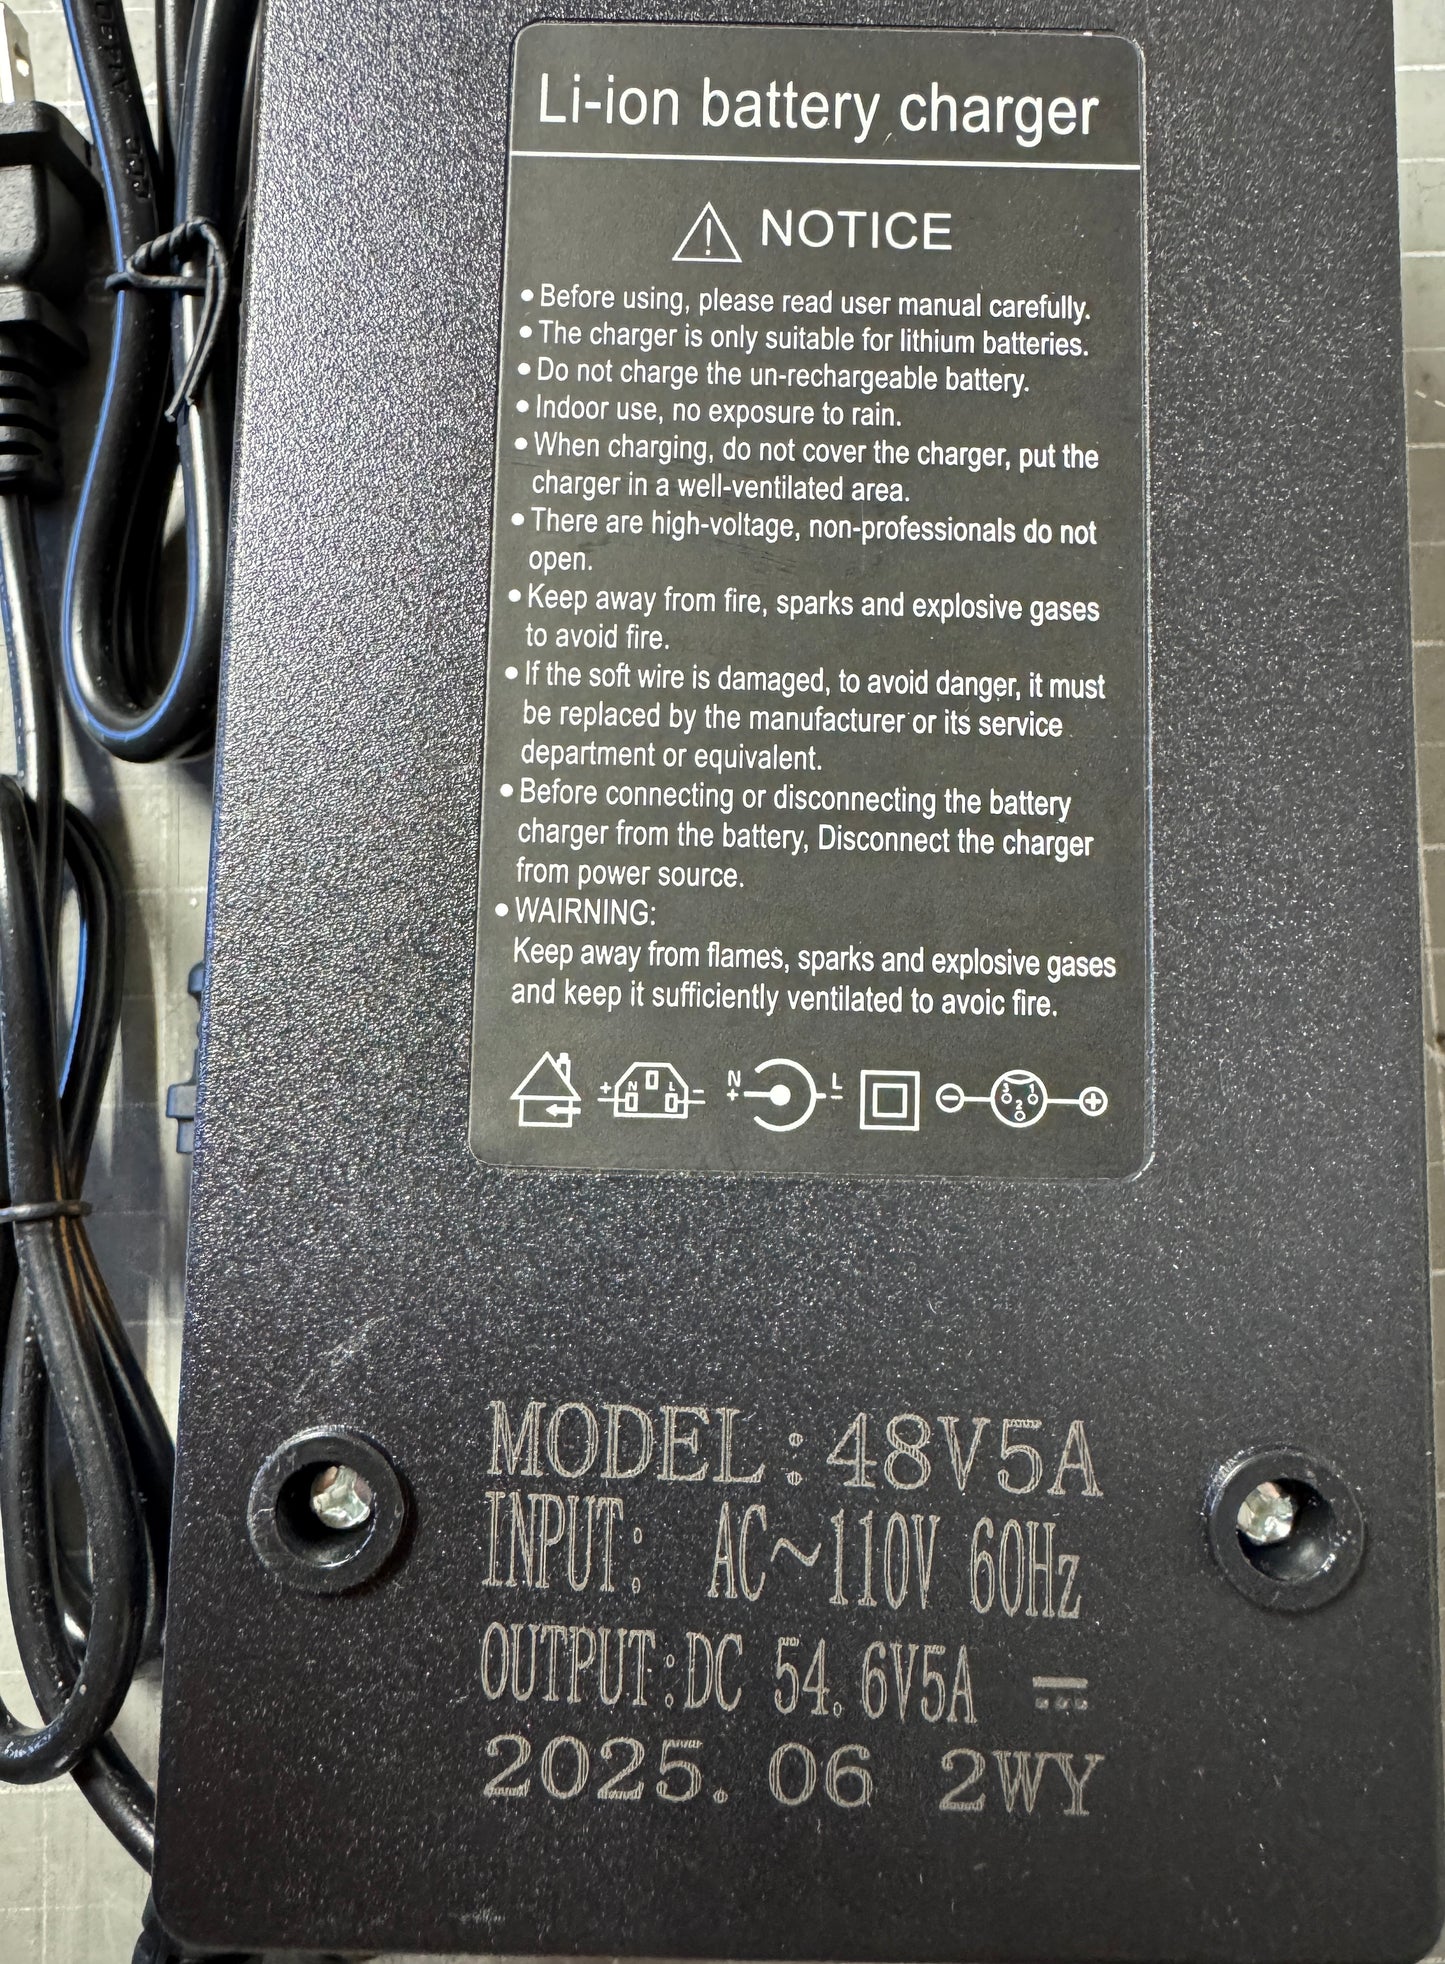 Li-ion battery charger
NOTICE
• Before using, please read user manual carefully.
• The charger is only suitable for lithium batteries.
• Do not charge the un-rechargeable battery.
• Indoor use, no exposure to rain.
• When charging, do not cover the charger, put the
charger in a well-ventilated area.
• There are high-voltage, non-professionals do not
open.
• Keep away from fire, sparks and explosive gases
to avoid fire.
• If the soft wire is damaged, to avoid danger, it must
be replaced by the manufacturer or its service
department or equivalent.
• Before connecting or disconnecting the battery
charger from the battery, Disconnect the charger
from power source.
• WAIRNING:
Keep away from flames, sparks and explosive gases
and keep it sufficiently ventilated to avoic fire.
+ N L −
N + L −
− 3 2 1 +
MODEL:48V5A
INPUT: AC~110V 60Hz
OUTPUT:DC 54.6V5A ⎓
2025.06 2WY